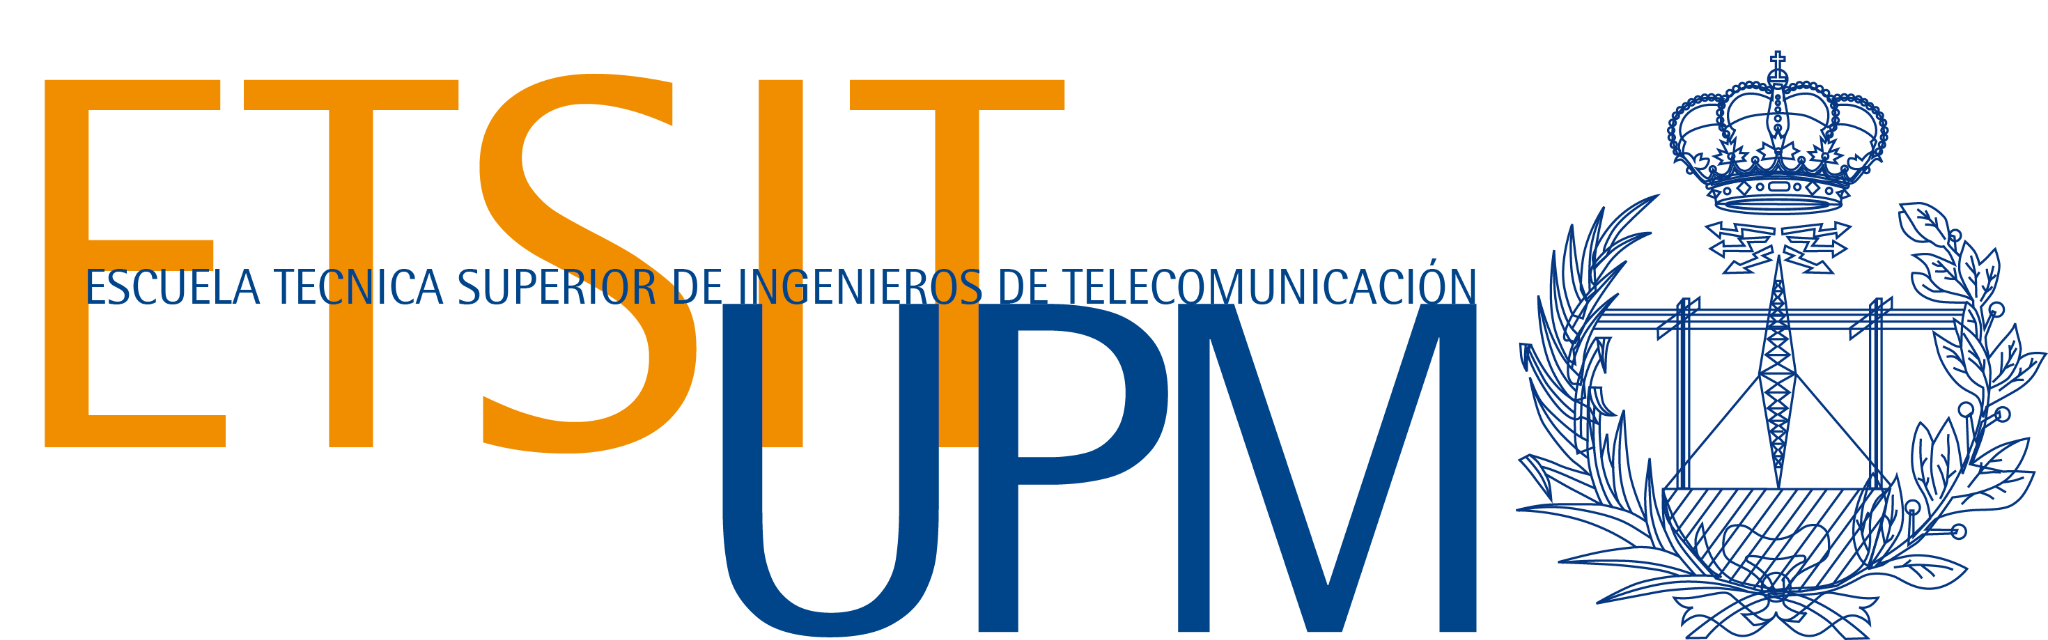 ETSIT
ESCUELA TECNICA SUPERIOR DE INGENIEROS DE TELECOMUNICACIÓN
UPM